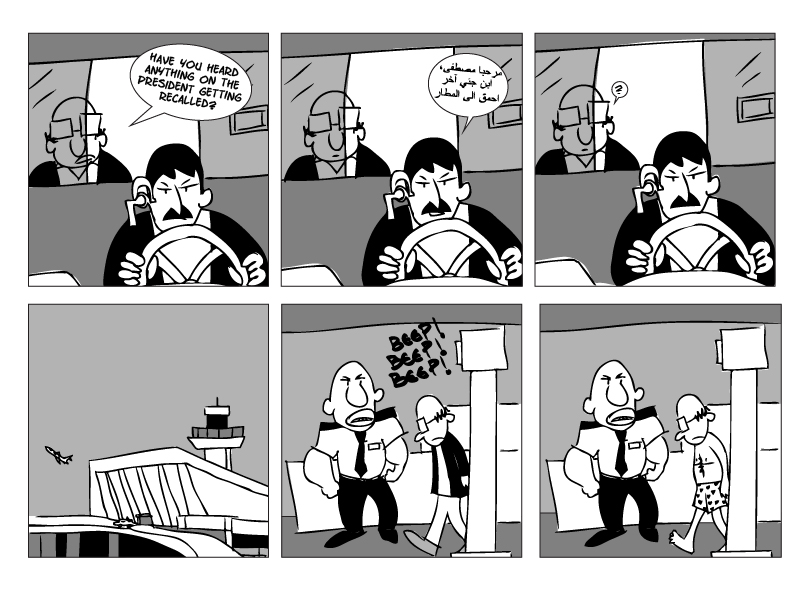 HAVE YOU HEARD
ANYTHING ON THE
PRESIDENT GETTING
RECALLED?
مرحبا مصطفى،
اين جني آخر
احمق الى المطار
?
BEEP!
BEEP!
BEEP!